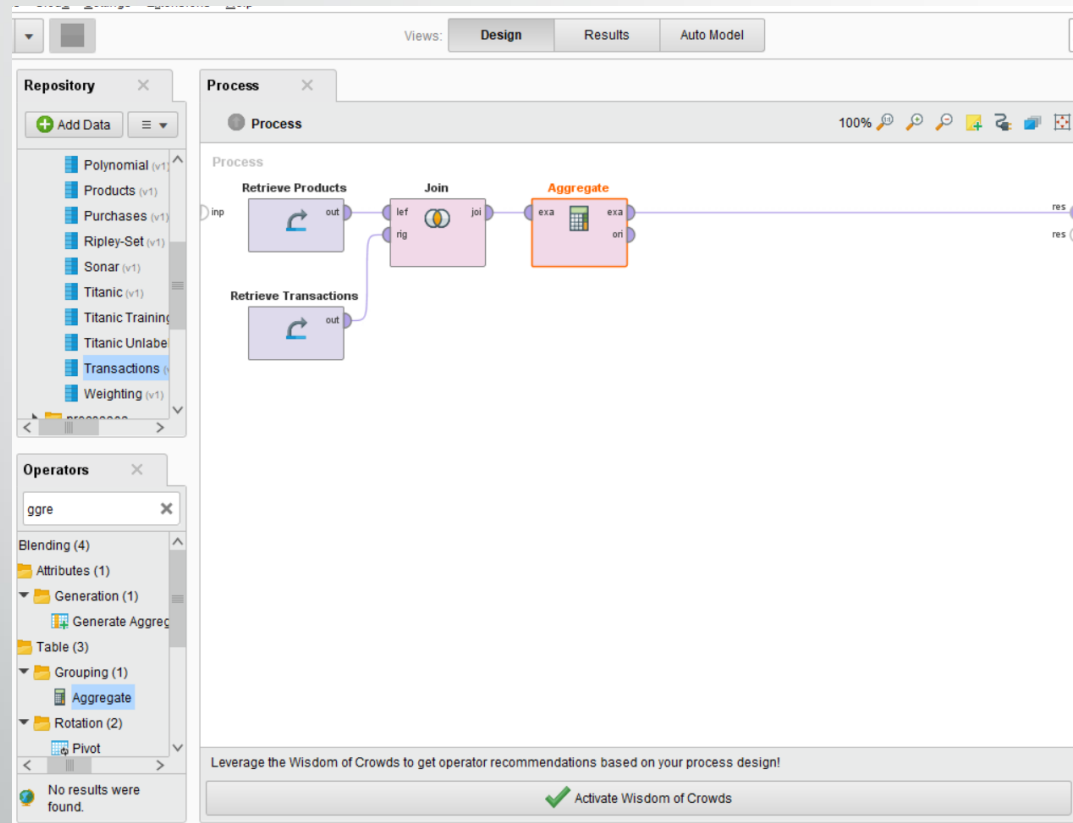 Views: Design Results Auto Model
Repository
Process
Add Data
Process
100%
Polynomial (v1)
Products (v1)
Purchases (v1)
Ripley-Set (v1)
Sonar (v1)
Titanic (v1)
Titanic Training
Titanic Unlabe
Transactions (v
Weighting (v1)
Process
Retrieve Products
Join
Aggregate
inp
out
lef
joi
exa
exa
res
rig
ori
res
Retrieve Transactions
out
Operators
ggre
Blending (4)
Attributes (1)
Generation (1)
Generate Aggreg
Table (3)
Grouping (1)
Aggregate
Rotation (2)
Pivot
No results were
found.
Leverage the Wisdom of Crowds to get operator recommendations based on your process design!
Activate Wisdom of Crowds